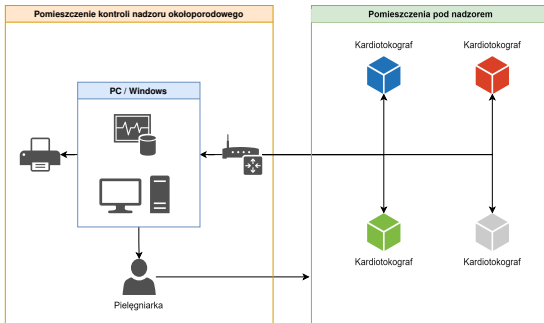 Pomieszczenie kontroli nadzoru okołoporodowego
Pomieszczenia pod nadzorem
Kardiotokograf
Kardiotokograf
PC / Windows
Kardiotokograf
Kardiotokograf
Pielęgniarka